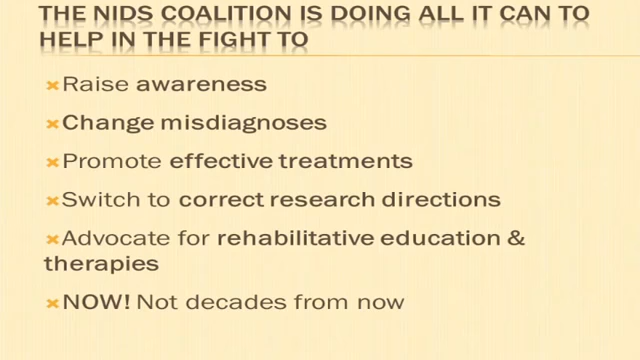 THE NIDS COALITION IS DOING ALL IT CAN TO
HELP IN THE FIGHT TO
Raise awareness
Change misdiagnoses
Promote effective treatments
Switch to correct research directions
Advocate for rehabilitative education &
therapies
NOW! Not decades from now